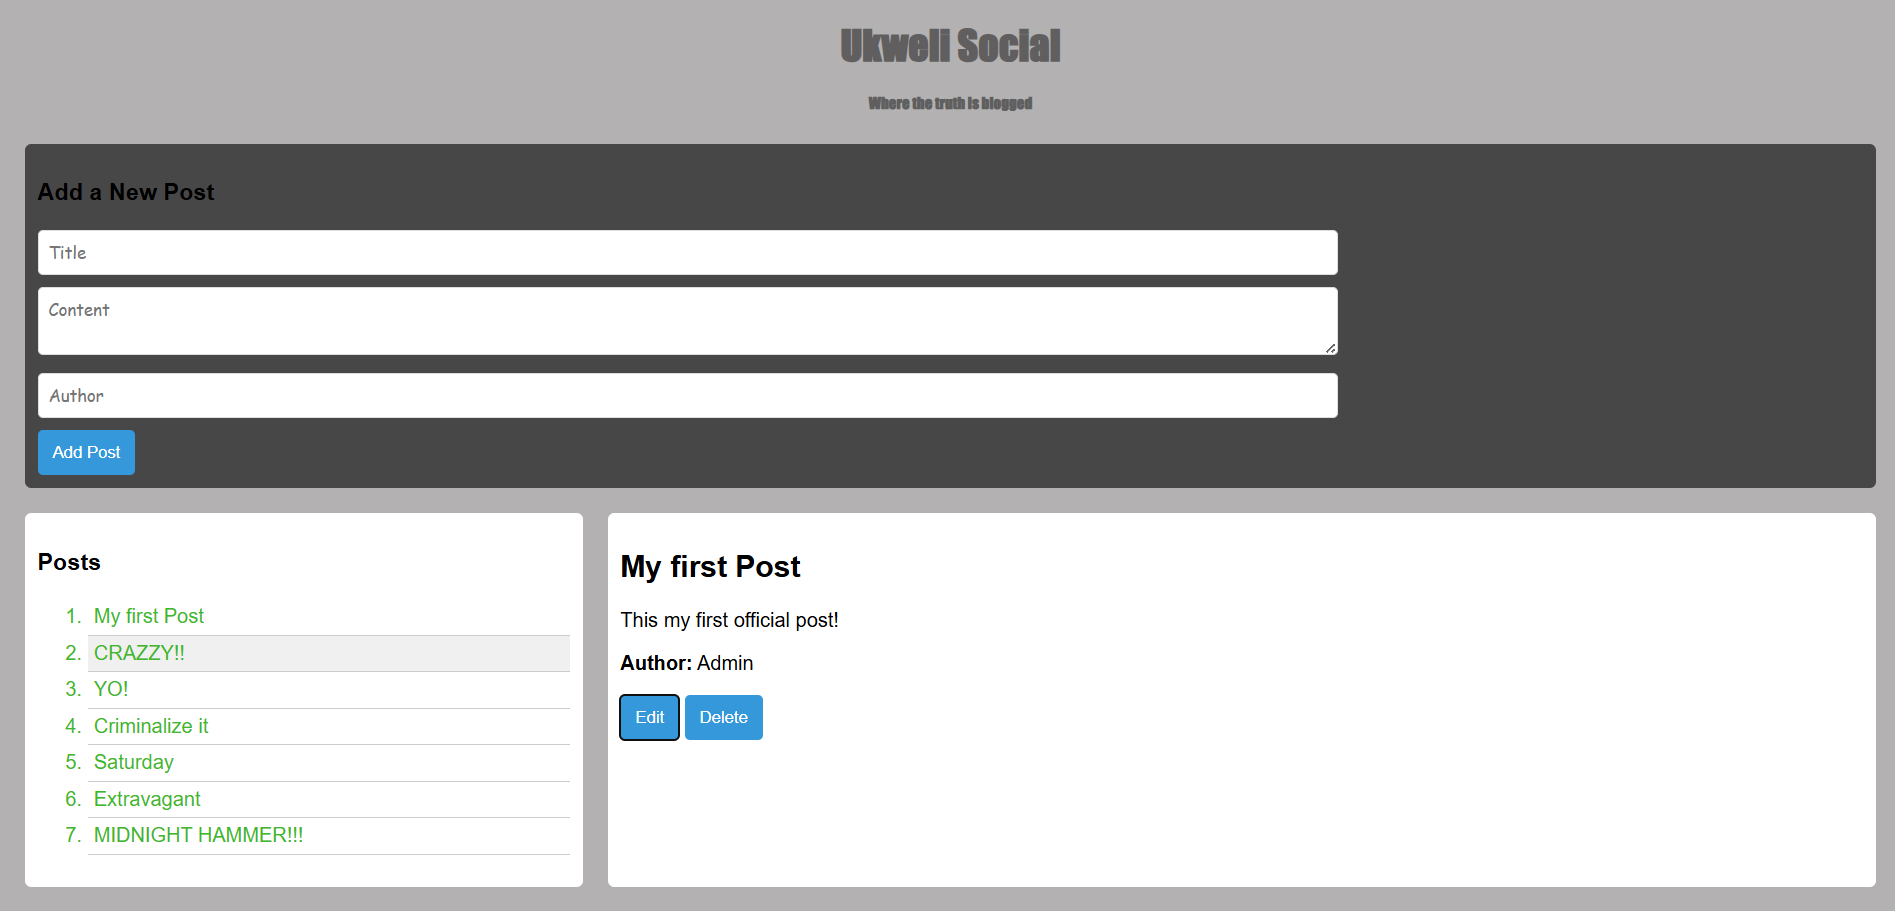 Ukweli Social
Where the truth is blogged
Add a New Post
Title
Content
Author
Add Post
Posts
1. My first Post
2. CRAZZY!!
3. YO!
4. Criminalize it
5. Saturday
6. Extravagant
7. MIDNIGHT HAMMER!!!
My first Post
This my first official post!
Author: Admin
Edit Delete